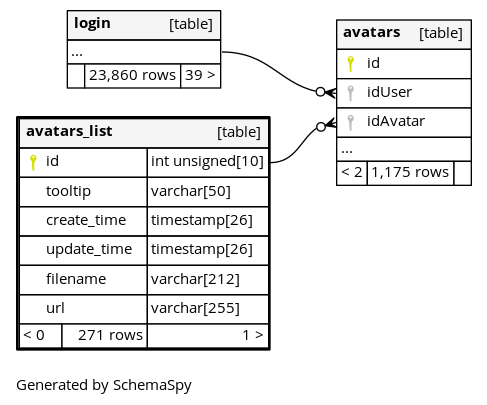 login [table]
...
23,860 rows 39 >
avatars [table]
id
idUser
idAvatar
...
< 2 1,175 rows
avatars_list [table]
id int unsigned[10]
tooltip varchar[50]
create_time timestamp[26]
update_time timestamp[26]
filename varchar[212]
url varchar[255]
< 0 271 rows 1 >
Generated by SchemaSpy